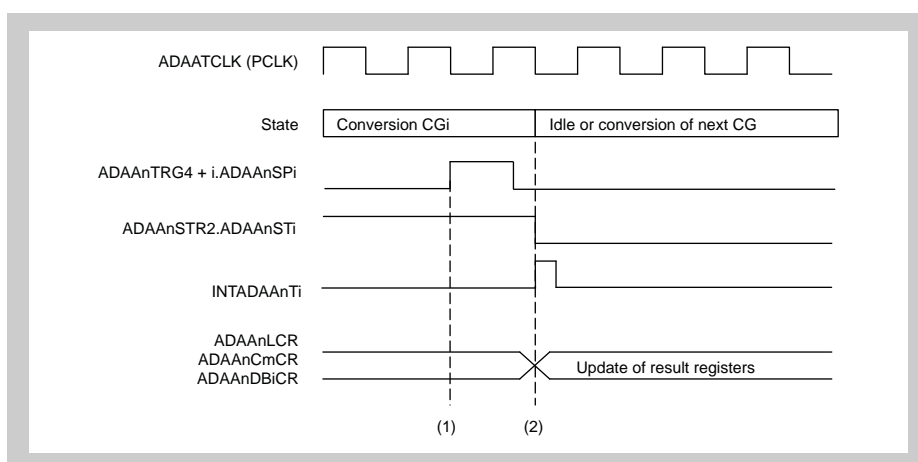 ADAATCLK (PCLK)
State
Conversion CGi
Idle or conversion of next CG
ADAAnTRG4 + i.ADAAnSPi
ADAAnSTR2.ADAAnSTi
INTADAAnTi
ADAAnLCR
ADAAnCmCR
ADAAnDBiCR
Update of result registers
(1)
(2)